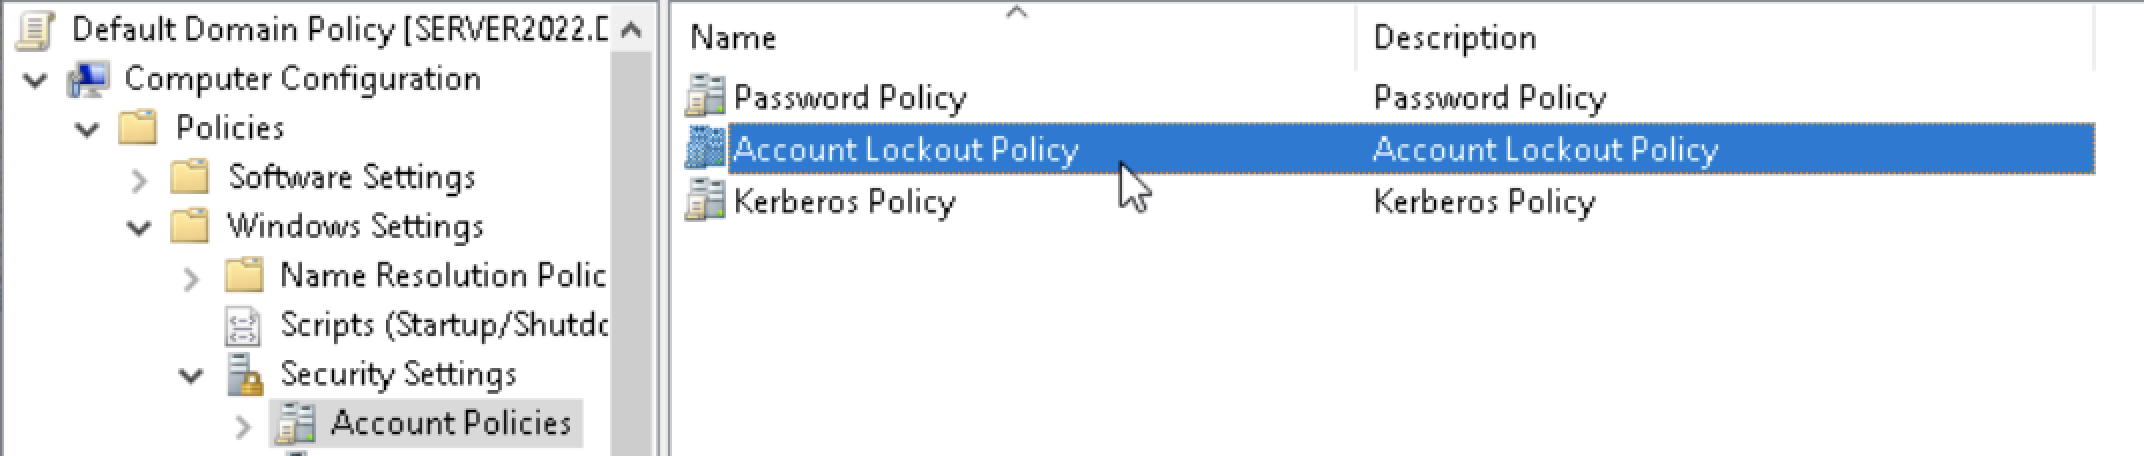 Default Domain Policy [SERVER2022.D
Computer Configuration
Policies
Software Settings
Windows Settings
Name Resolution Polic
Scripts (Startup/Shutdo
Security Settings
Account Policies
Name Description
Password Policy Password Policy
Account Lockout Policy Account Lockout Policy
Kerberos Policy Kerberos Policy